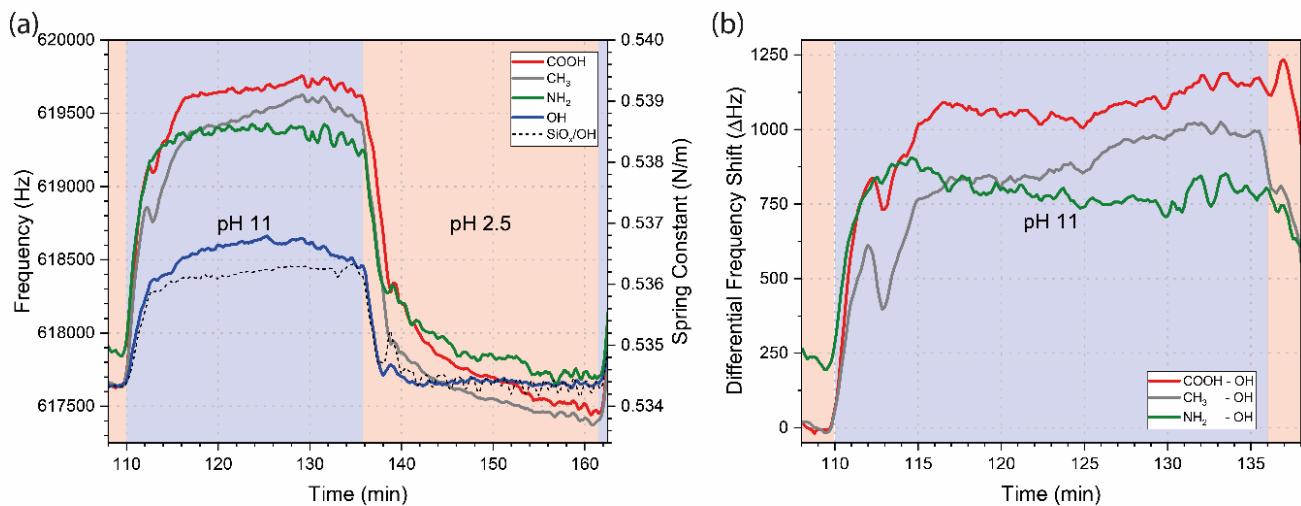 (a)
620000
619500
619000
618500
618000
617500
Frequency (Hz)
110
120
130
140
150
160
Time (min)
0.540
0.539
0.538
0.537
0.536
0.535
0.534
Spring Constant (N/m)
COOH
CH₃
NH₂
OH
SiOₓ/OH
pH 11
pH 2.5
(b)
1250
1000
750
500
250
0
Differential Frequency Shift (ΔHz)
110
115
120
125
130
135
Time (min)
pH 11
COOH - OH
CH₃ - OH
NH₂ - OH